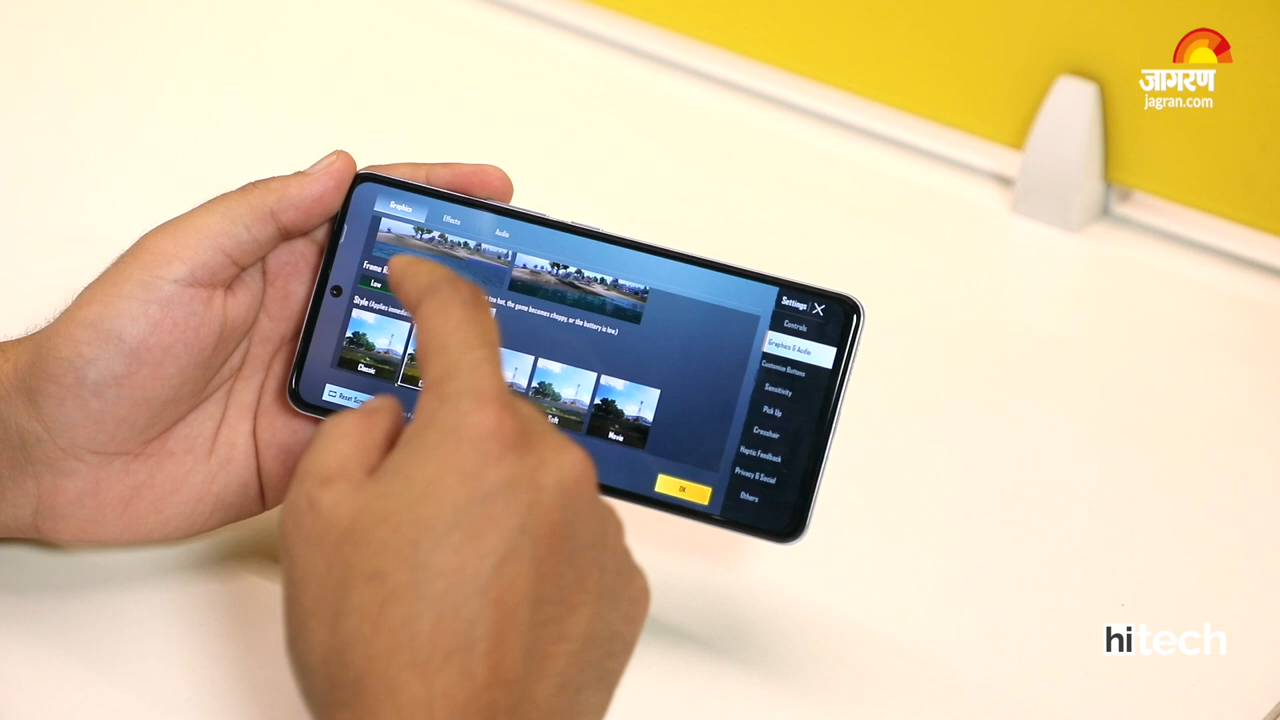 जागरण
jagran.com
Graphics
Effects
Audio
Settings
Controls
Graphics & Audio
Customize Buttons
Sensitivity
Pick Up
Crosshair
Haptic Feedback
Privacy & Social
Others
Frame
Low
too hot, the game becomes choppy, or the battery is low.)
Style (Applies
Classic
Movie
Reset
OK
hitech